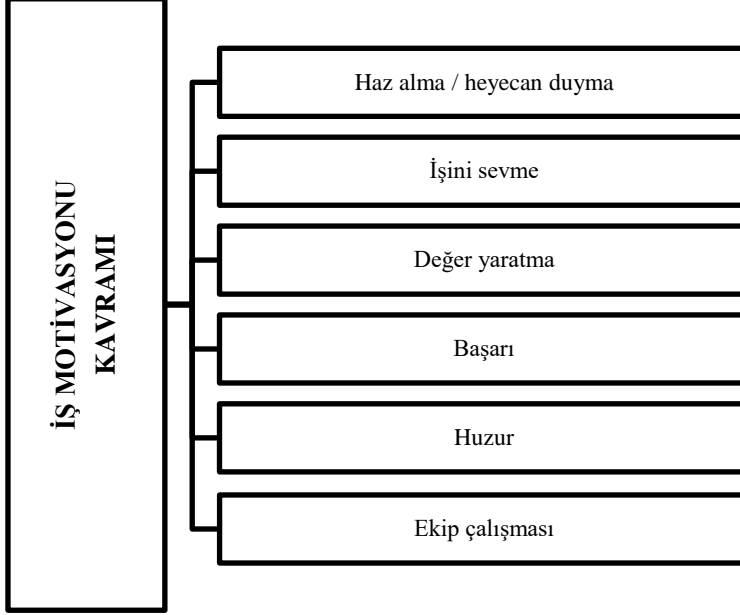 İŞ MOTİVASYONU
KAVRAMI
Haz alma / heyecan duyma
İşini sevme
Değer yaratma
Başarı
Huzur
Ekip çalışması